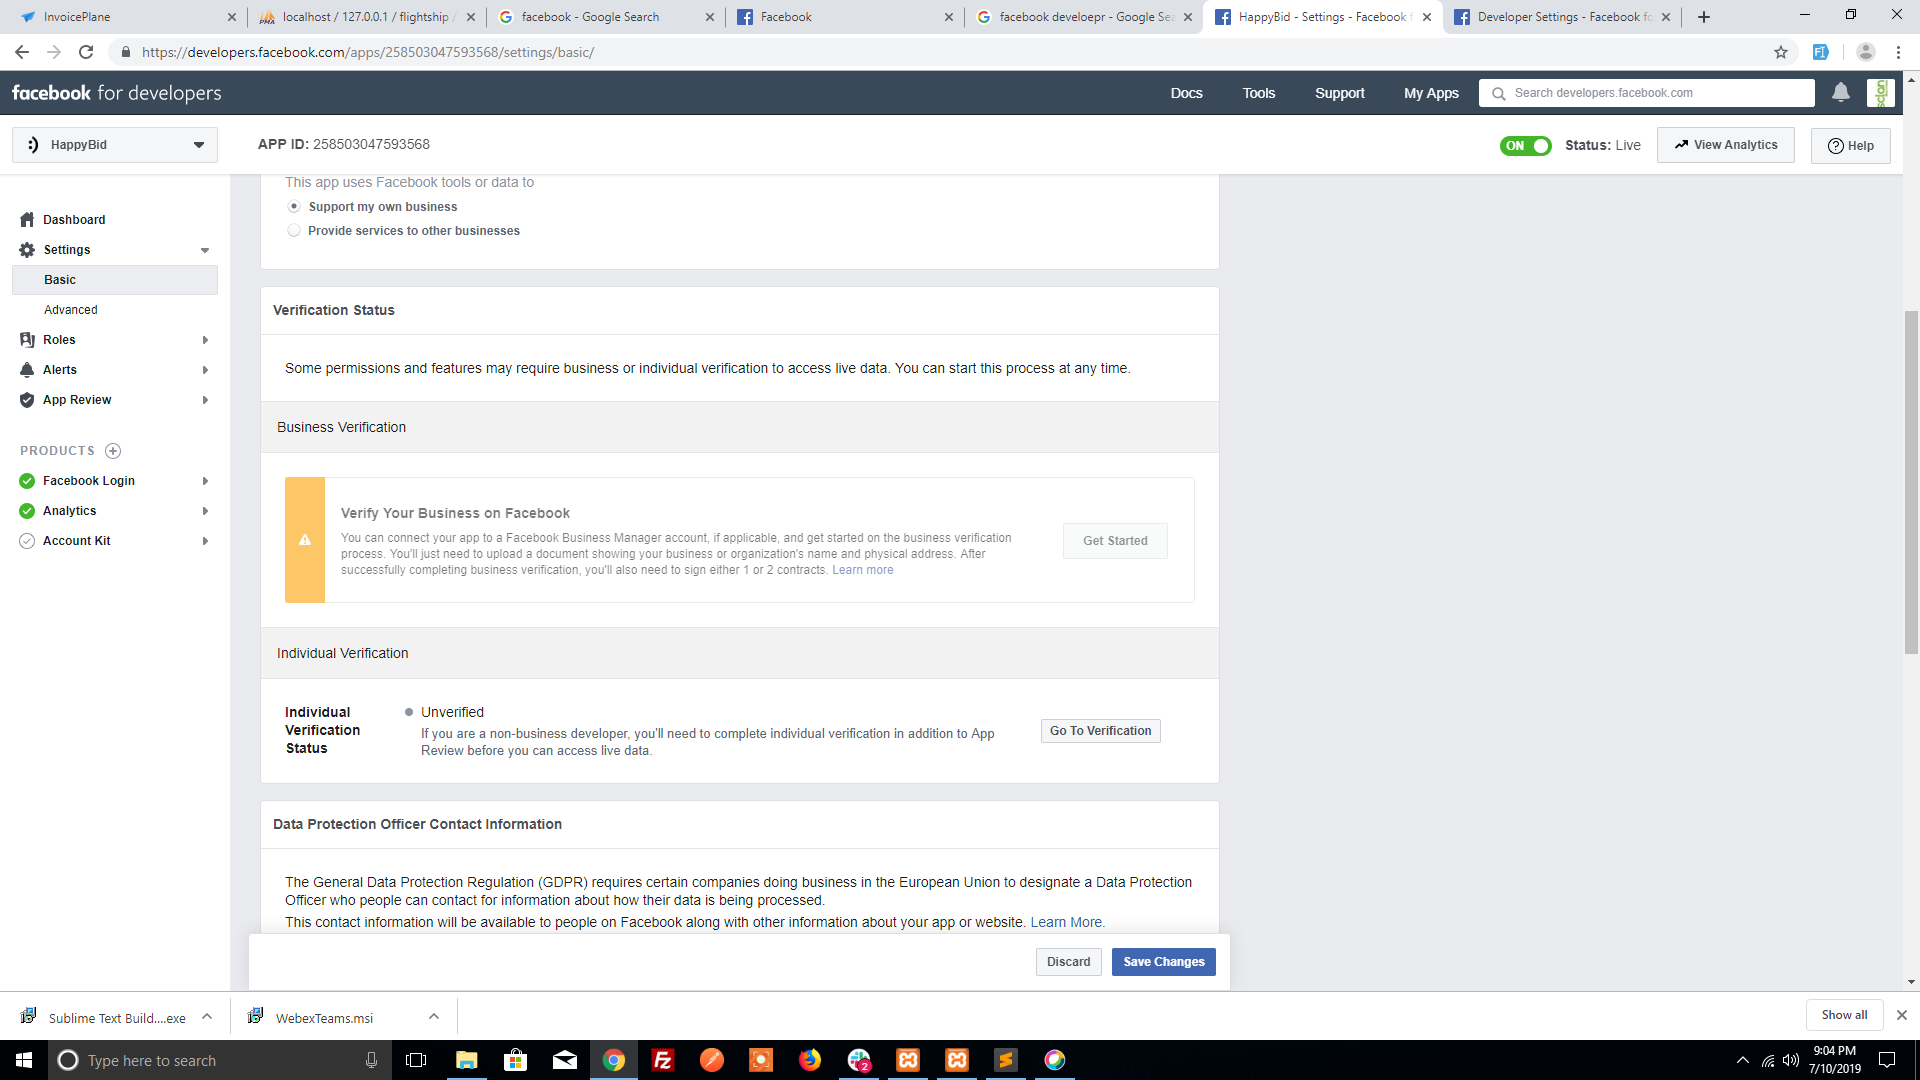 InvoicePlane
localhost / 127.0.0.1 / flightship /
facebook - Google Search
Facebook
facebook develoepr - Google Se
HappyBid - Settings - Facebook f
Developer Settings - Facebook fo
https://developers.facebook.com/apps/258503047593568/settings/basic/
facebook for developers
Docs
Tools
Support
My Apps
Search developers.facebook.com
HappyBid
APP ID: 258503047593568
ON
Status: Live
View Analytics
Help
This app uses Facebook tools or data to
Support my own business
Provide services to other businesses
Dashboard
Settings
Basic
Advanced
Roles
Alerts
App Review
PRODUCTS
Facebook Login
Analytics
Account Kit
Verification Status
Some permissions and features may require business or individual verification to access live data. You can start this process at any time.
Business Verification
Verify Your Business on Facebook
You can connect your app to a Facebook Business Manager account, if applicable, and get started on the business verification
process. You'll just need to upload a document showing your business or organization's name and physical address. After
successfully completing business verification, you'll also need to sign either 1 or 2 contracts. Learn more
Get Started
Individual Verification
Individual
Verification
Status
Unverified
If you are a non-business developer, you'll need to complete individual verification in addition to App
Review before you can access live data.
Go To Verification
Data Protection Officer Contact Information
The General Data Protection Regulation (GDPR) requires certain companies doing business in the European Union to designate a Data Protection
Officer who people can contact for information about how their data is being processed.
This contact information will be available to people on Facebook along with other information about your app or website. Learn More.
Discard
Save Changes
Sublime Text Build....exe
WebexTeams.msi
Show all
Type here to search
2
9:04 PM
7/10/2019